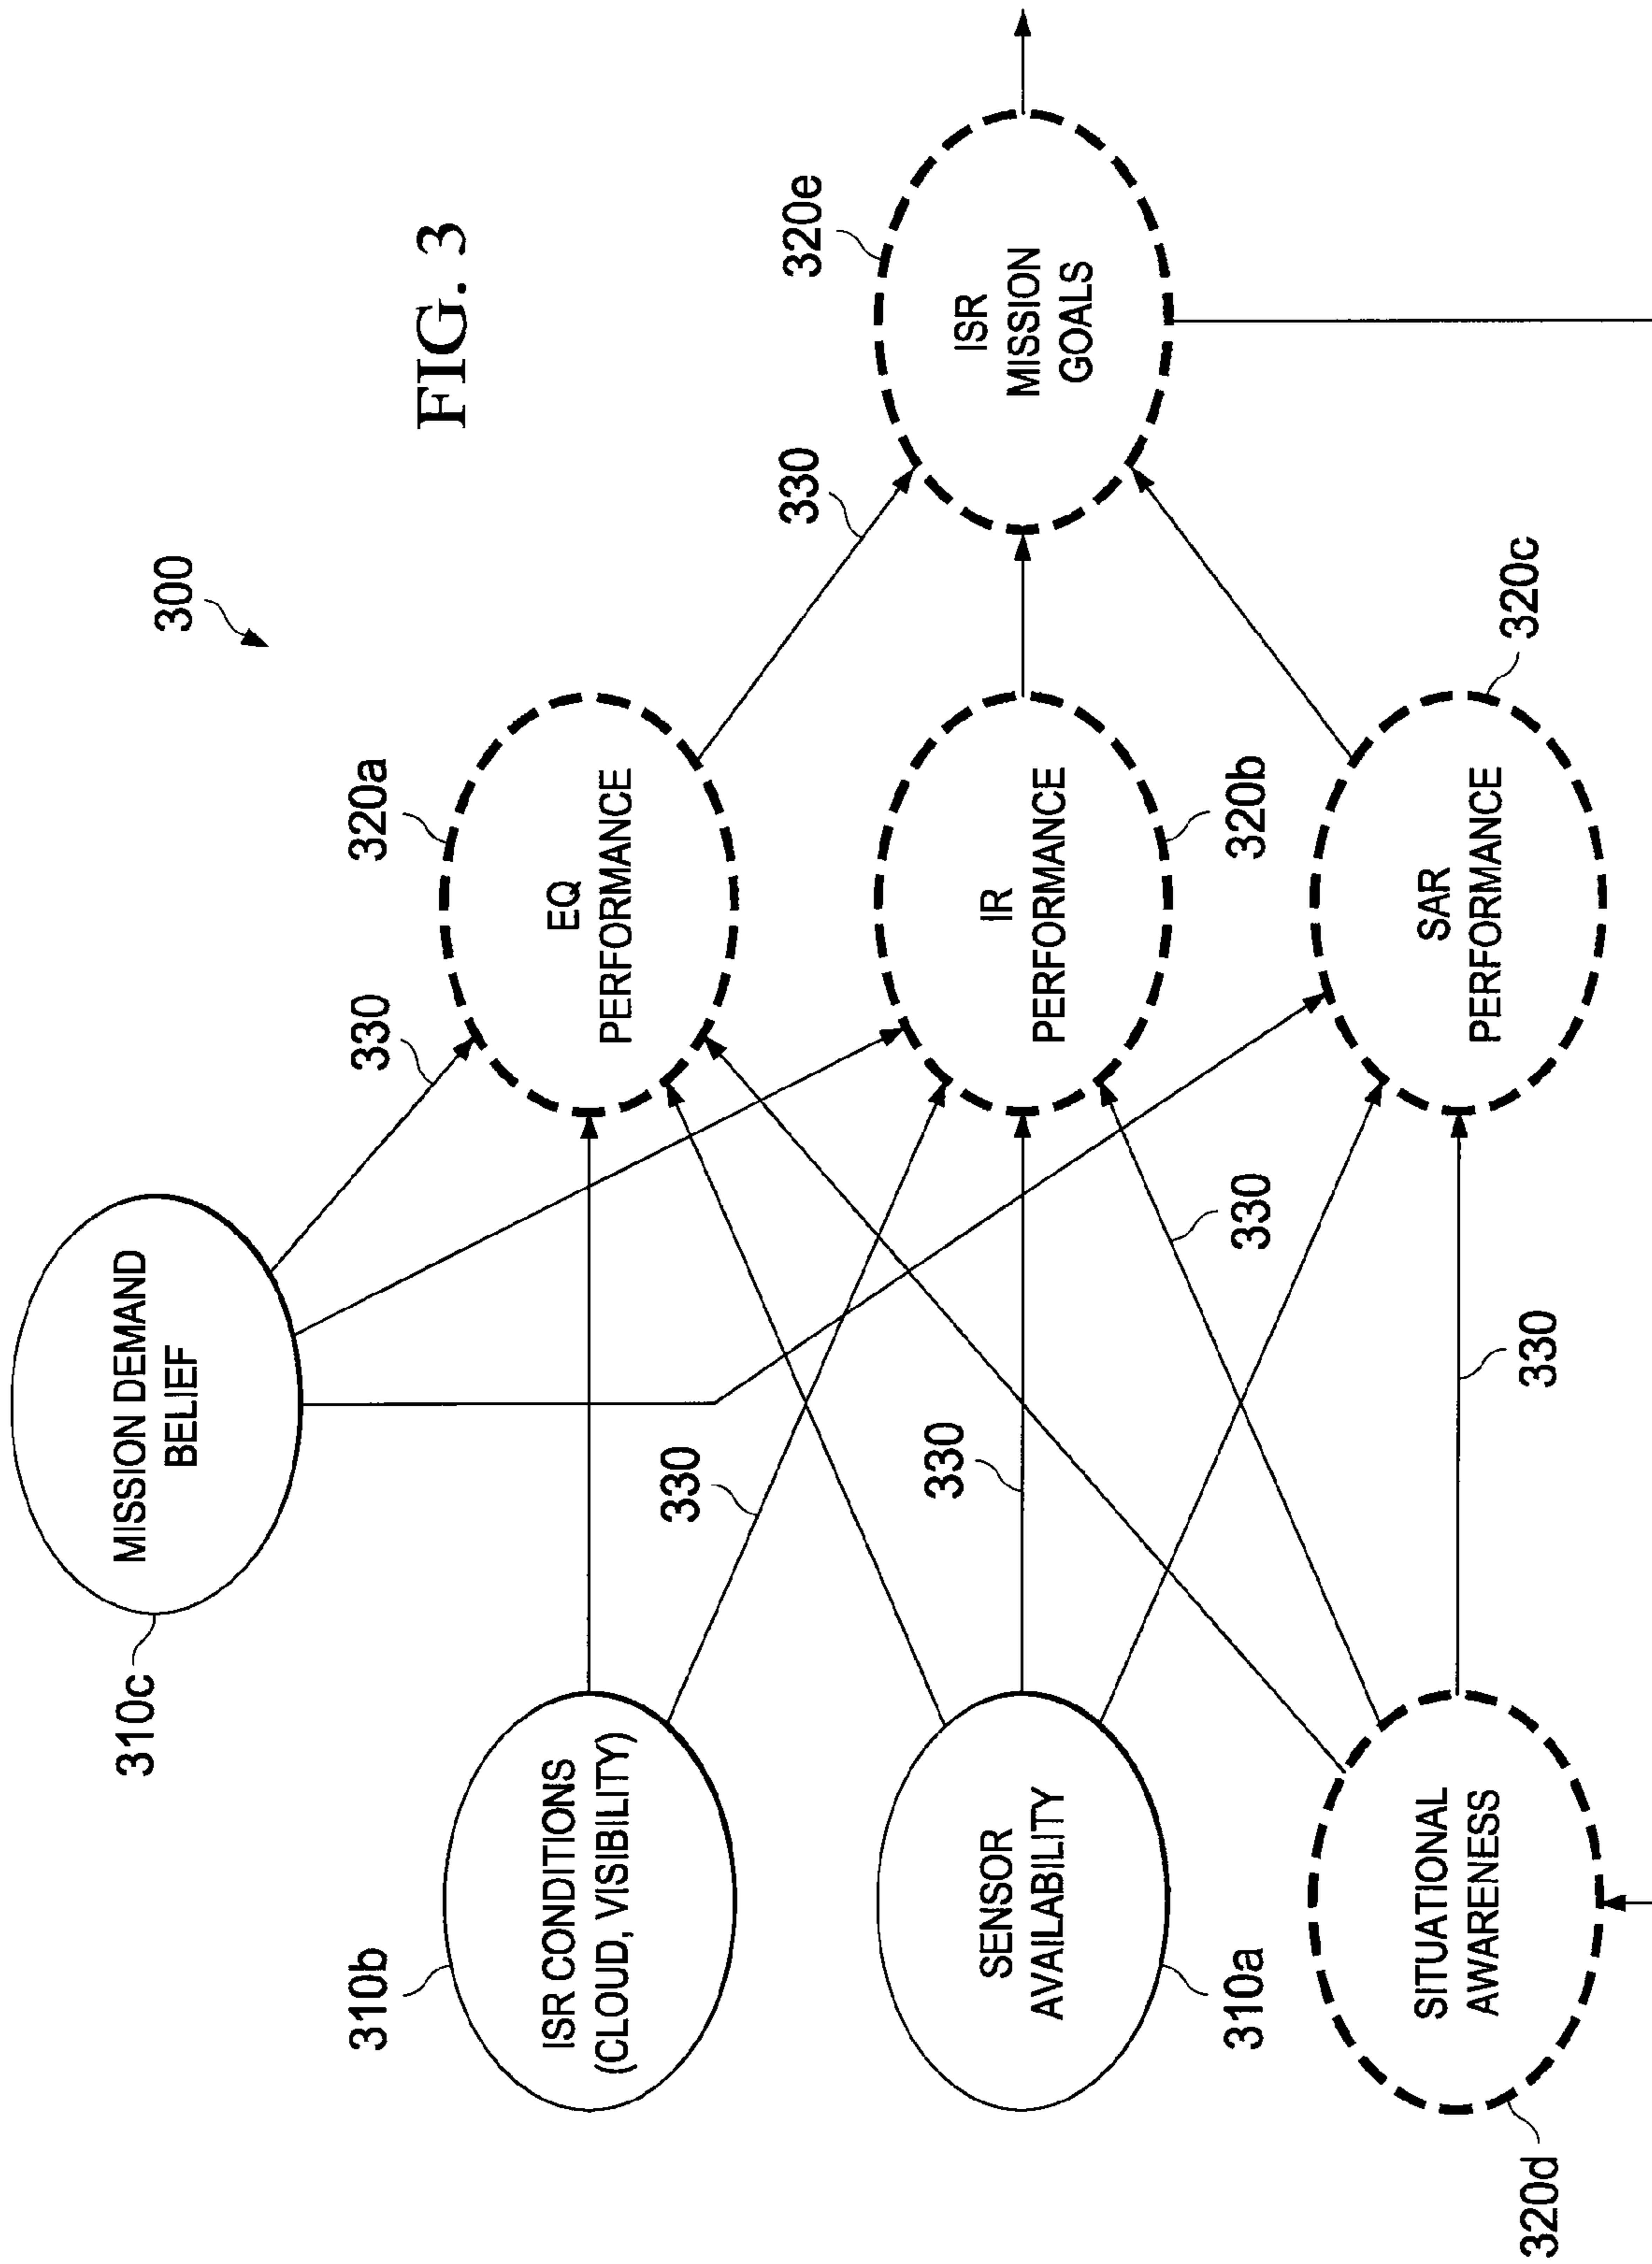 FIG. 3
300
310c
MISSION DEMAND
BELIEF
330
320a
EQ
PERFORMANCE
330
320e
ISR
MISSION
GOALS
310b
ISR CONDITIONS
(CLOUD, VISIBILITY)
330
SENSOR
AVAILABILITY
310a
330
IR
PERFORMANCE
320b
330
SITUATIONAL
AWARENESS
320d
330
SAR
PERFORMANCE
320c